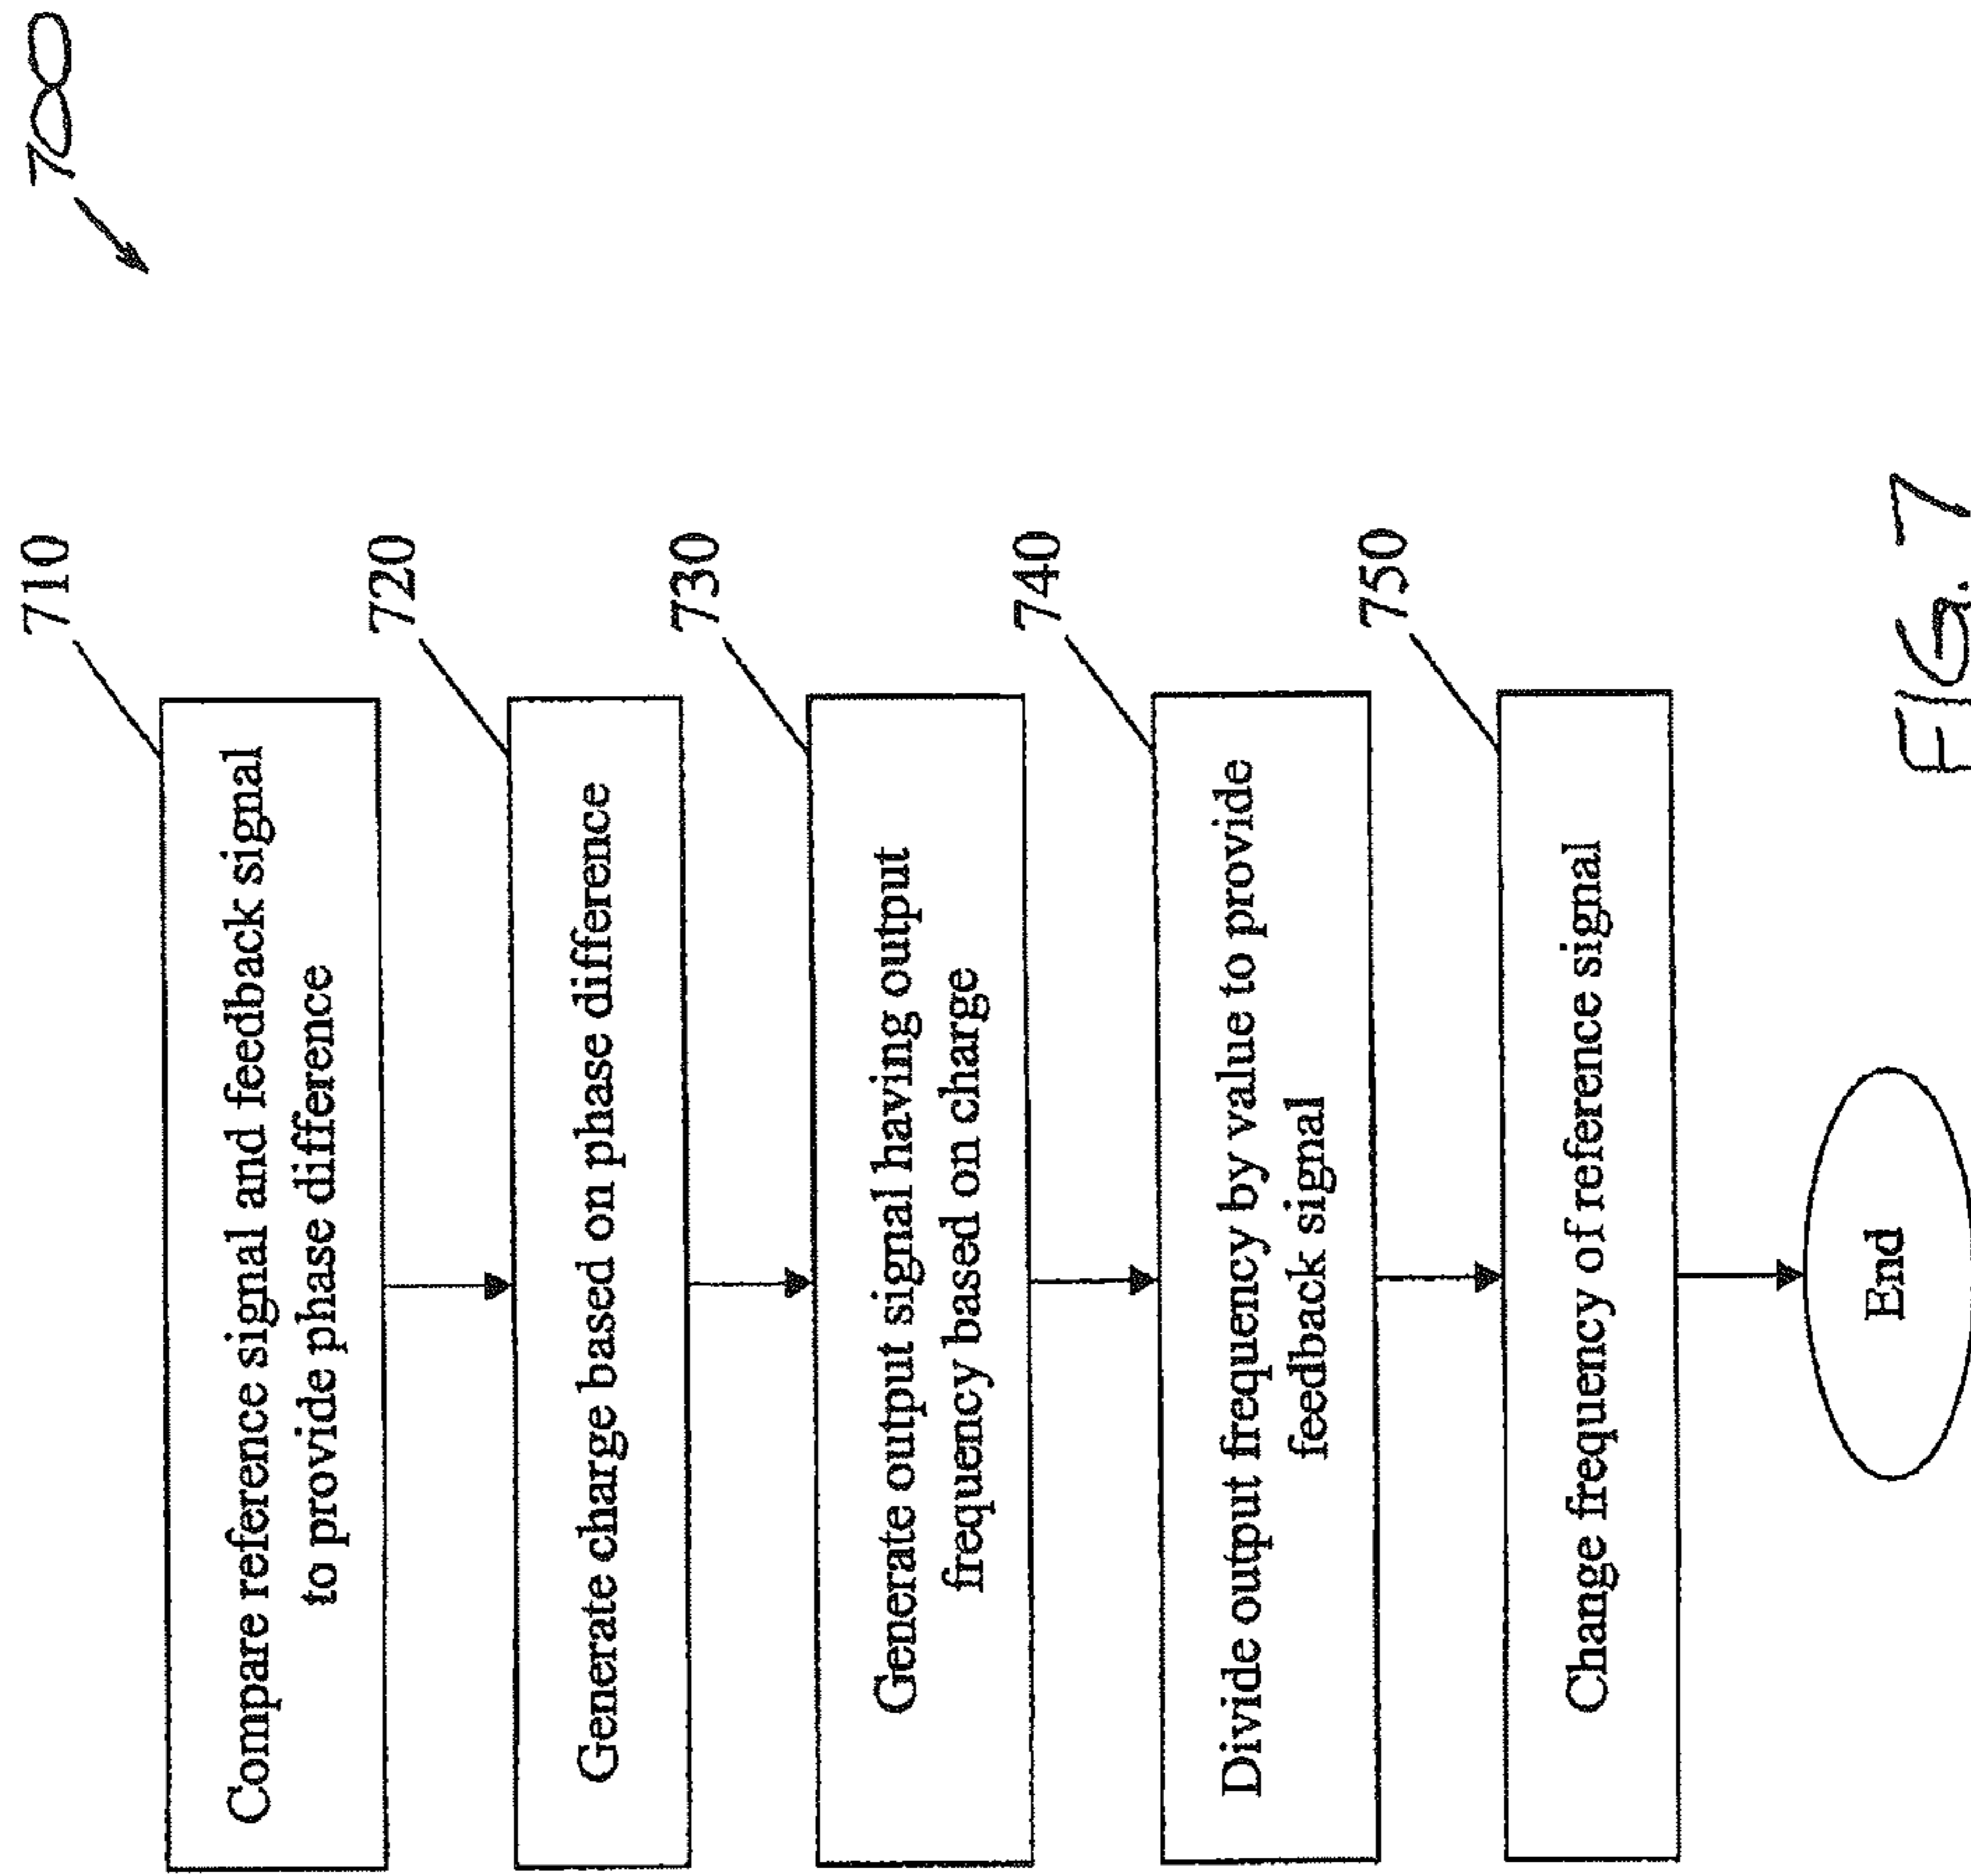 700
710
Compare reference signal and feedback signal
to provide phase difference
720
Generate charge based on phase difference
730
Generate output signal having output
frequency based on charge
740
Divide output frequency by value to provide
feedback signal
750
Change frequency of reference signal
End
FIG. 7